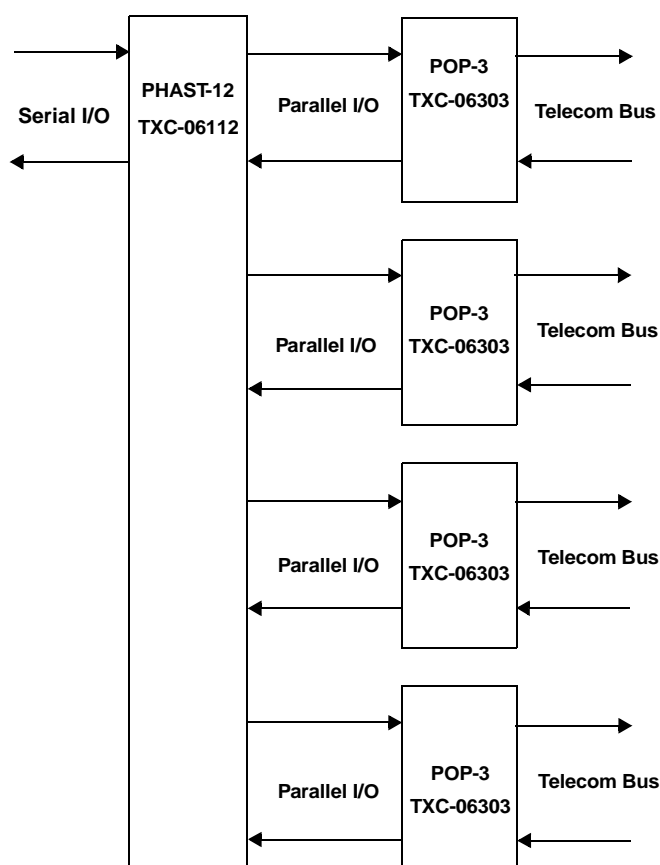 Serial I/O
PHAST-12
TXC-06112
Parallel I/O
POP-3
TXC-06303
Telecom Bus
Parallel I/O
POP-3
TXC-06303
Telecom Bus
Parallel I/O
POP-3
TXC-06303
Telecom Bus
Parallel I/O
POP-3
TXC-06303
Telecom Bus